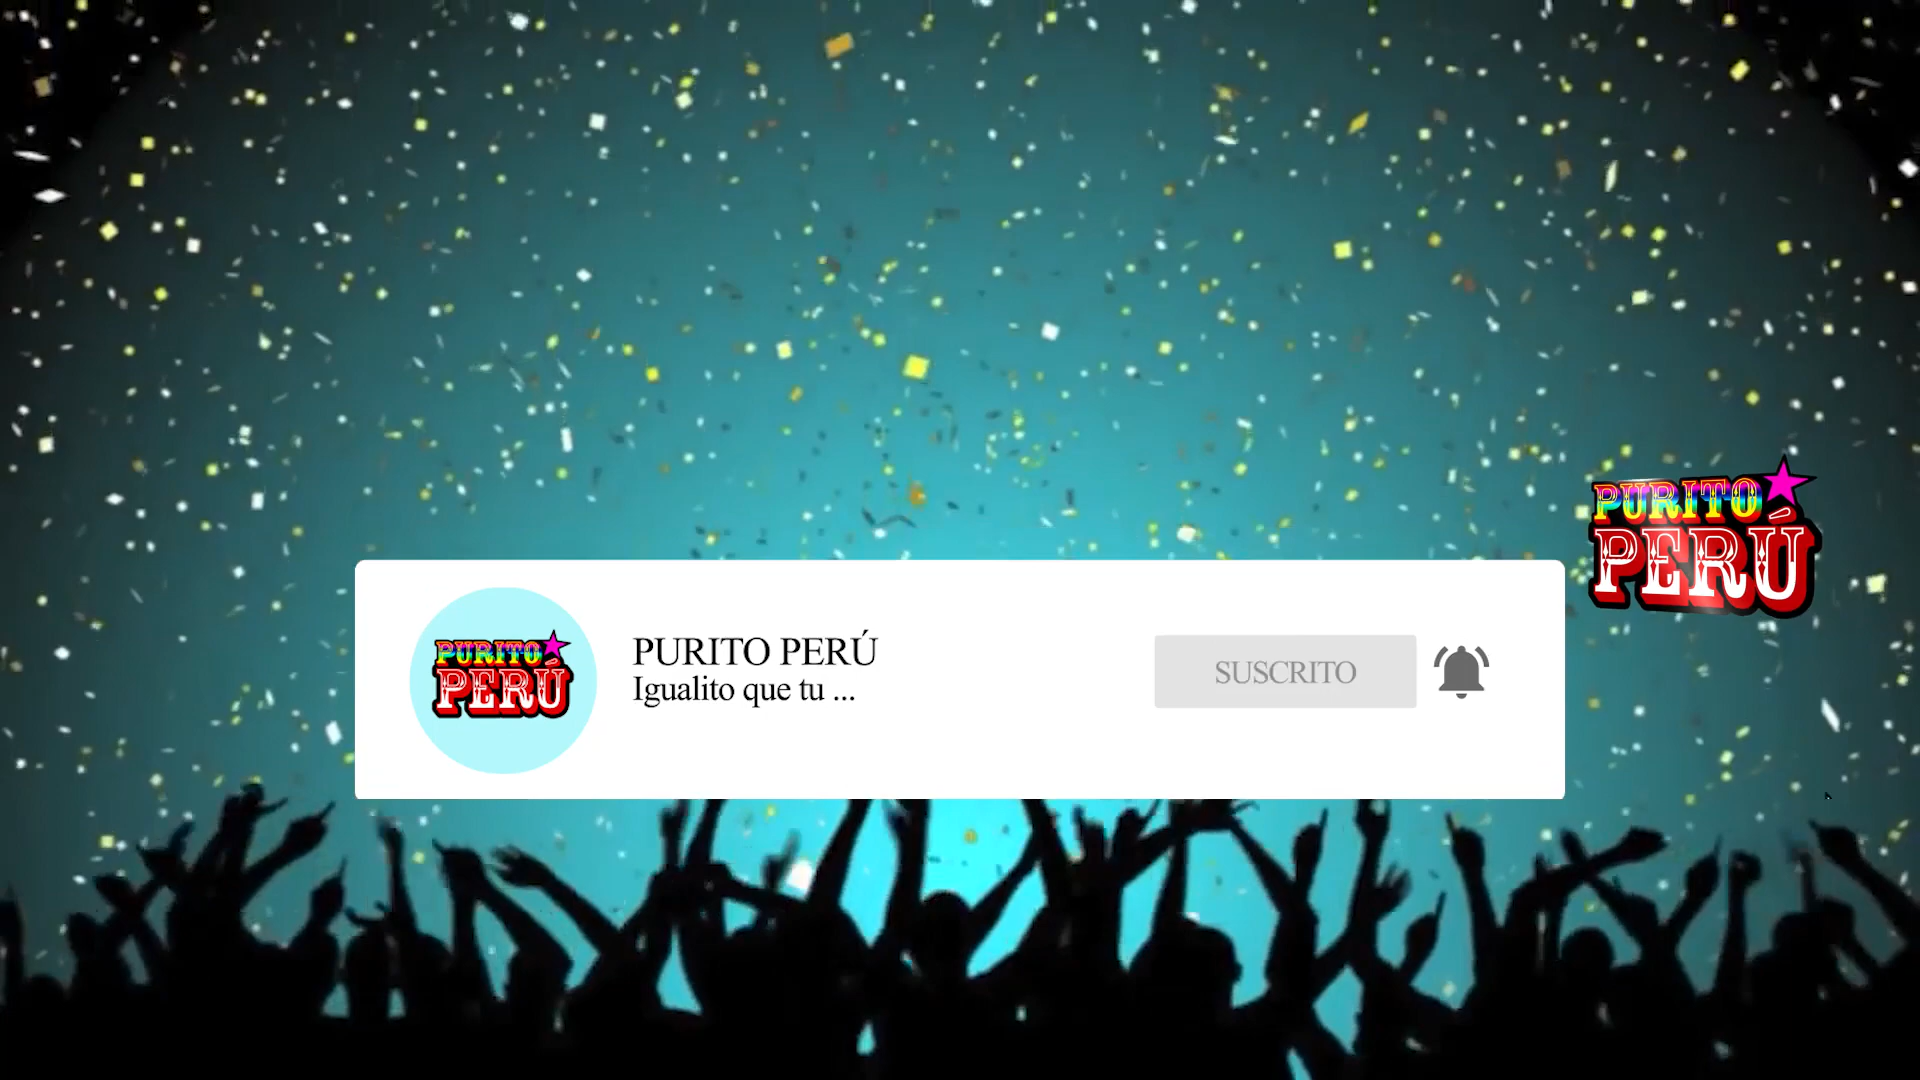 PURITO
PERÚ
PURITO
PERÚ
PURITO PERÚ
Igualito que tu ...
SUSCRITO